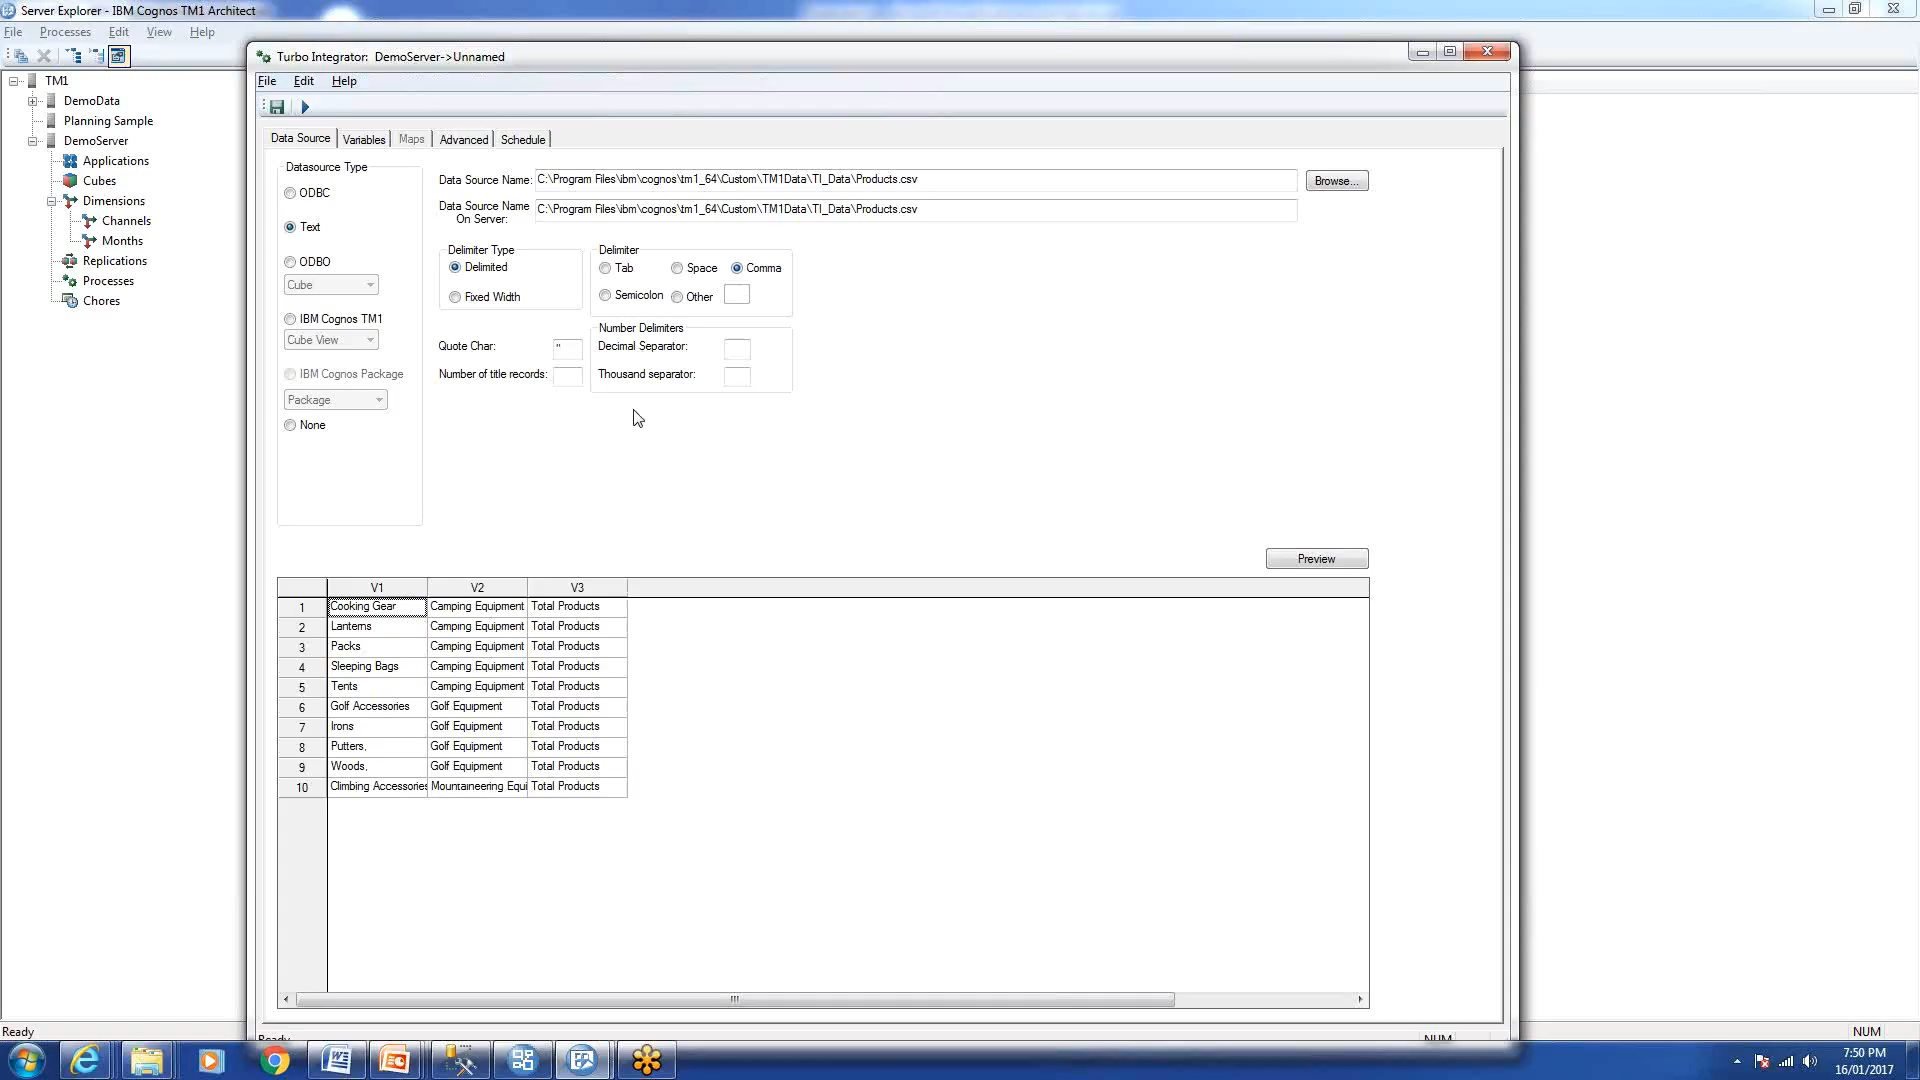 Server Explorer - IBM Cognos TM1 Architect
File Processes Edit View Help
TM1
DemoData
Planning Sample
DemoServer
Applications
Cubes
Dimensions
Channels
Months
Replications
Processes
Chores
Turbo Integrator: DemoServer->Unnamed
File Edit Help
Data Source Variables Maps Advanced Schedule
Datasource Type
ODBC
Text
ODBO
Cube
IBM Cognos TM1
Cube View
IBM Cognos Package
Package
None
Data Source Name: C:\Program Files\ibm\cognos\tm1_64\Custom\TM1Data\TI_Data\Products.csv Browse...
Data Source Name
On Server: C:\Program Files\ibm\cognos\tm1_64\Custom\TM1Data\TI_Data\Products.csv
Delimiter Type
Delimited
Fixed Width
Delimiter
Tab Space Comma
Semicolon Other
Quote Char: "
Number of title records:
Number Delimiters
Decimal Separator:
Thousand separator:
Preview
V1 V2 V3
1 Cooking Gear Camping Equipment Total Products
2 Lanterns Camping Equipment Total Products
3 Packs Camping Equipment Total Products
4 Sleeping Bags Camping Equipment Total Products
5 Tents Camping Equipment Total Products
6 Golf Accessories Golf Equipment Total Products
7 Irons Golf Equipment Total Products
8 Putters, Golf Equipment Total Products
9 Woods, Golf Equipment Total Products
10 Climbing Accessories Mountaineering Equi Total Products
Ready NUM
Ready NUM
7:50 PM
16/01/2017